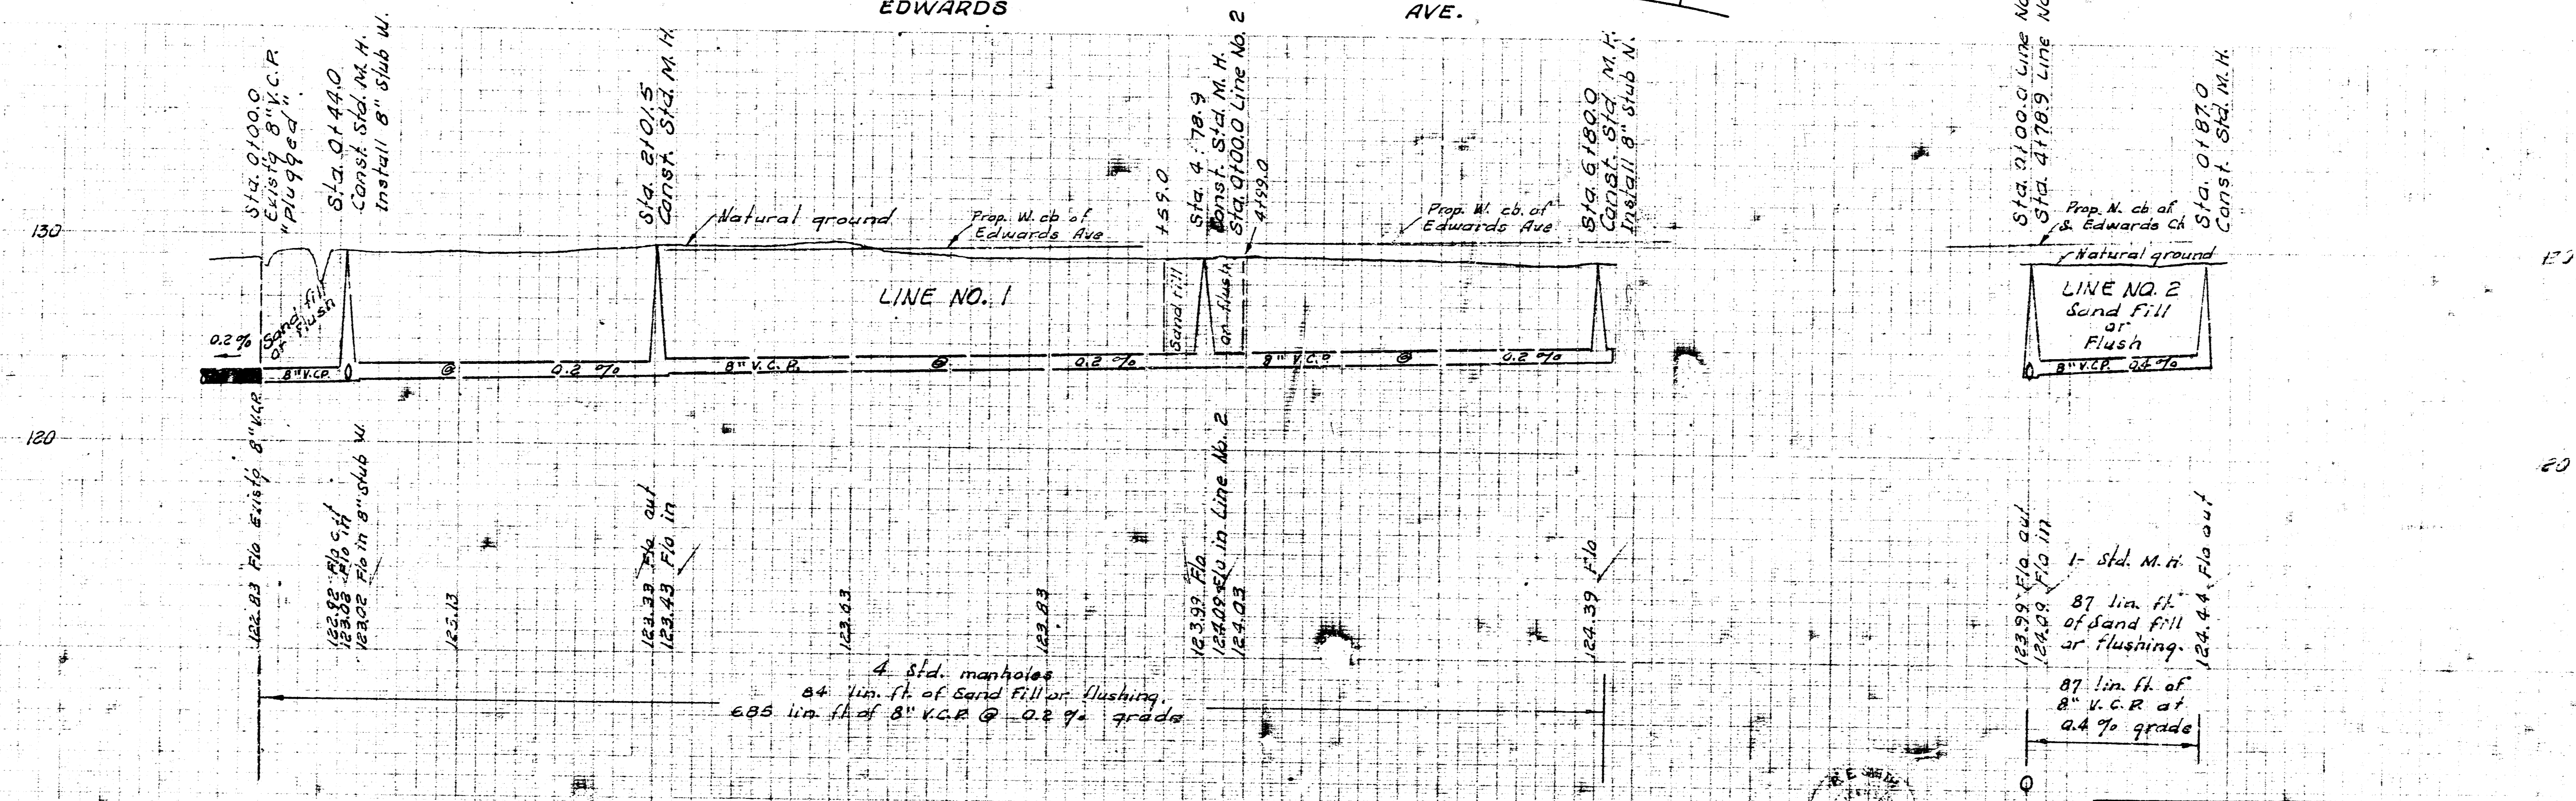 EDWARDS
AVE.
Sta. 0+00.0
Exist'g 8" V.C.P.
"Plugged"
Sta. 0+44.0
Const. Std. M. H.
Install 8" Stub W.
Sta. 2+01.5
Const. Std. M. H.
+59.0
Sta. 4 78.9
Const. Std. M. H.
Sta. 0+00.0 Line No. 2
4+99.0
Sta. 6+80.0
Const. Std. M. H.
Install 8" Stub N.
Sta. 0+00.0 Line No
Sta. 4+78.9 Line No
Sta. 0+87.0
Const. Std. M. H.
130
Natural ground
Prop. W. cb of
Edwards Ave
Prop. W. cb. of
Edwards Ave
Prop. N. cb of
S. Edwards Ch
Natural ground
Sand fill
or flush
LINE NO. 1
Sand fill
or flush
LINE NO. 2
Sand Fill
or
Flush
0.2 %
8" V.C.P.
@
0.2 %
8" V.C.P.
@
0.2 %
8" V.C.P.
@
0.2 %
8" V.C.P. 0.4 %
120
20
122.83 Flo Exist'g 8" V.C.P.
122.92 Flo out
123.02 Flo in
123.02 Flo in 8" Stub W.
123.13
123.33 Flo out
123.43 Flo in
123.63
123.83
123.99 Flo
124.09 Flo in Line No. 2
124.03
124.39 Flo
123.99 Flo out
124.09 Flo in
124.44 Flo out
1- Std. M. H.
87 lin. ft.
of Sand fill
or flushing.
4 Std. manholes
84 lin. ft. of Sand Fill or flushing.
685 lin ft of 8" V.C.P. @ 0.2 % grade
87 lin. ft. of
8" V. C. P. at
0.4 % grade